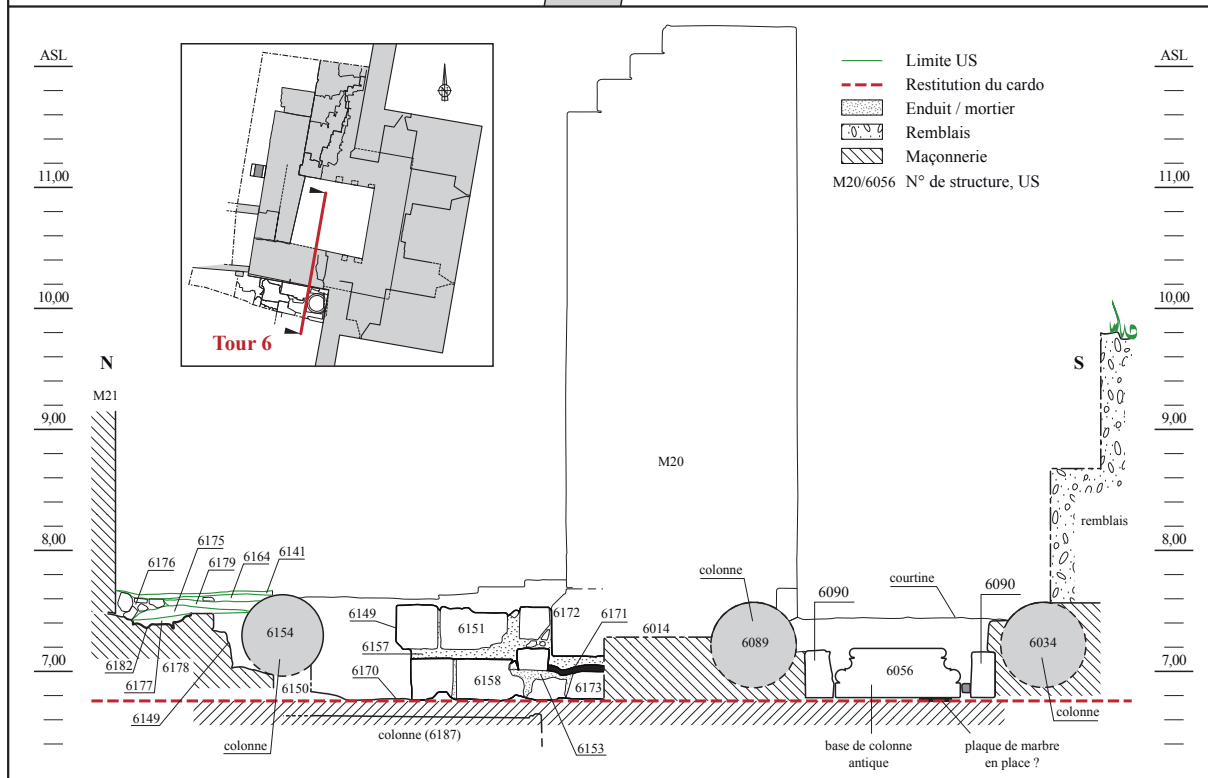 ASL
ASL
Limite US
Restitution du cardo
Enduit / mortier
Remblais
Maçonnerie
M20/6056 N° de structure, US
11,00
11,00
10,00
10,00
Tour 6
N
S
M21
9,00
9,00
M20
remblais
8,00
8,00
6176
6175
6179
6164
6141
colonne
courtine
6149
6151
6172
6171
6090
6090
6154
6157
6014
6089
6034
7,00
7,00
6182
6178
6170
6158
6173
6056
6177
6150
6149
6153
colonne
colonne (6187)
colonne
base de colonne
antique
plaque de marbre
en place ?